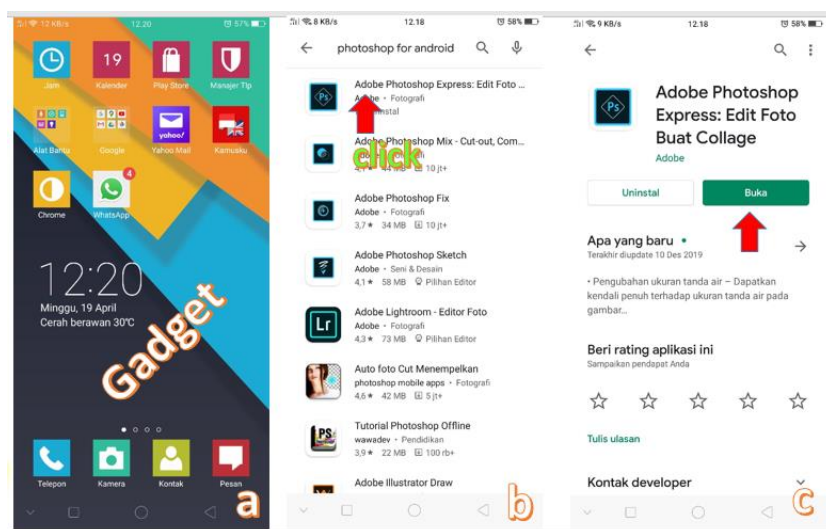 12 KB/s
12.20
57%
19
Jam
Kalender
Play Store
Manajer Tlp
yahoo!
Alat Bantu
Google
Yahoo Mail
Kamusku
4
Chrome
WhatsApp
12:20
Minggu, 19 April
Cerah berawan 30°C
Gadget
Telepon
Kamera
Kontak
Pesan
a
8 KB/s
12.18
58%
photoshop for android
Ps
Adobe Photoshop Express: Edit Foto ...
Adobe • Fotografi
Adobe Photoshop Mix - Cut-out, Com...
click
10 jt+
Adobe Photoshop Fix
Adobe • Fotografi
3,7★ 34 MB 10 jt+
Adobe Photoshop Sketch
Adobe • Seni & Desain
4,1★ 58 MB Pilihan Editor
Lr
Adobe Lightroom - Editor Foto
Adobe • Fotografi
4,3★ 73 MB Pilihan Editor
Auto foto Cut Menempelkan
photoshop mobile apps • Fotografi
4,6★ 42 MB 5 jt+
PS
Tutorial Photoshop Offline
wawadev • Pendidikan
3,9★ 22 MB 100 rb+
Adobe Illustrator Draw
b
9 KB/s
12.18
58%
Ps
Adobe Photoshop
Express: Edit Foto
Buat Collage
Adobe
Uninstal
Buka
Apa yang baru •
Terakhir diupdate 10 Des 2019
• Pengubahan ukuran tanda air – Dapatkan
kendali penuh terhadap ukuran tanda air pada
gambar...
Beri rating aplikasi ini
Sampaikan pendapat Anda
Tulis ulasan
Kontak developer
c